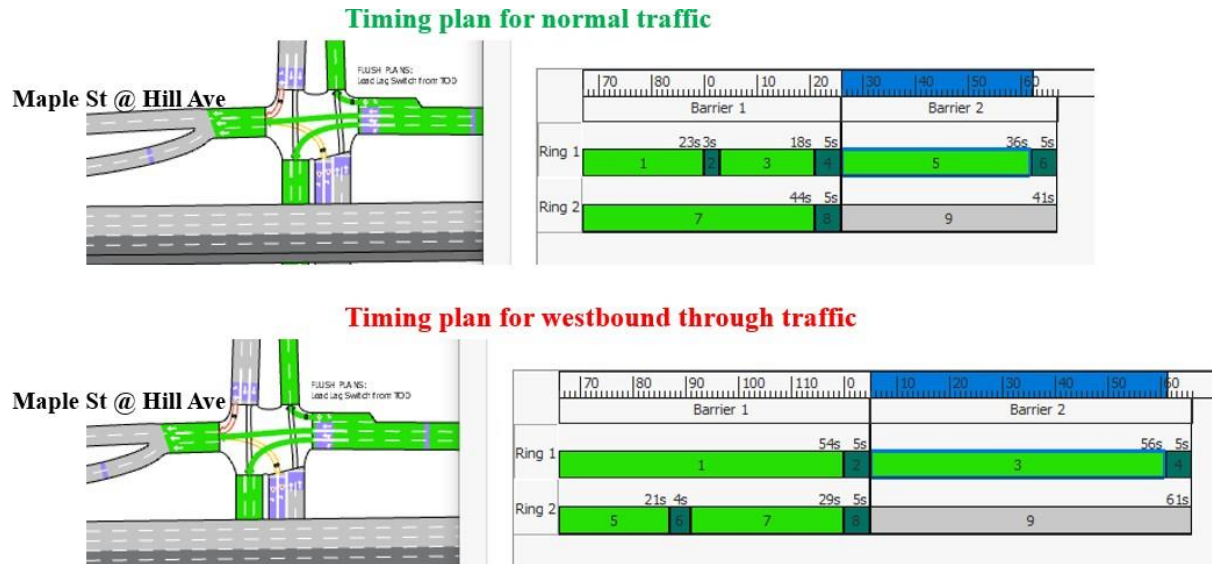 Timing plan for normal traffic
FLUSH PLANS:
Lead Lag Switch from TOD
Maple St @ Hill Ave
70 80 0 10 20 30 40 50 60
Barrier 1 Barrier 2
23s 3s 18s 5s 36s 5s
Ring 1 1 2 3 4 5 6
44s 5s 41s
Ring 2 7 8 9
Timing plan for westbound through traffic
FLUSH PLANS:
Lead Lag Switch from TOD
Maple St @ Hill Ave
70 80 90 100 110 0 10 20 30 40 50 60
Barrier 1 Barrier 2
54s 5s 56s 5s
Ring 1 1 2 3 4
21s 4s 29s 5s 61s
Ring 2 5 6 7 8 9